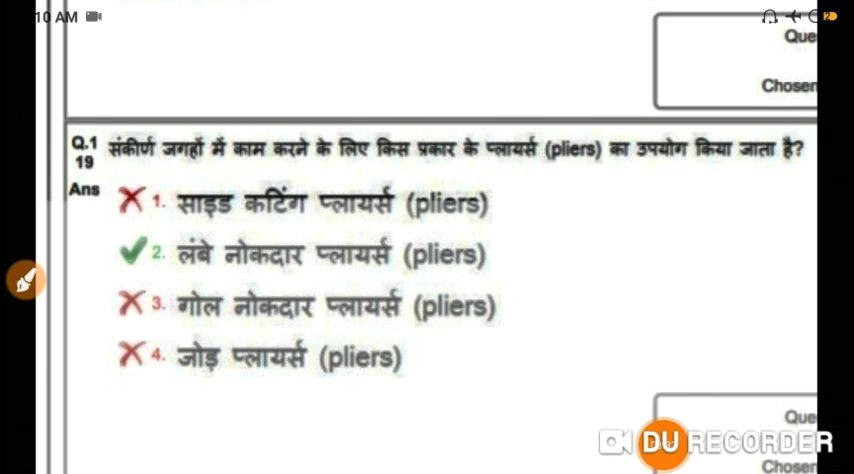 10 AM
Que
Chosen
Q.1 संकीर्ण जगहों में काम करने के लिए किस प्रकार के प्लायर्स (pliers) का उपयोग किया जाता है?
19
Ans
1. साइड कटिंग प्लायर्स (pliers)
2. लंबे नोकदार प्लायर्स (pliers)
3. गोल नोकदार प्लायर्स (pliers)
4. जोड़ प्लायर्स (pliers)
Que
DU RECORDER
Chosen